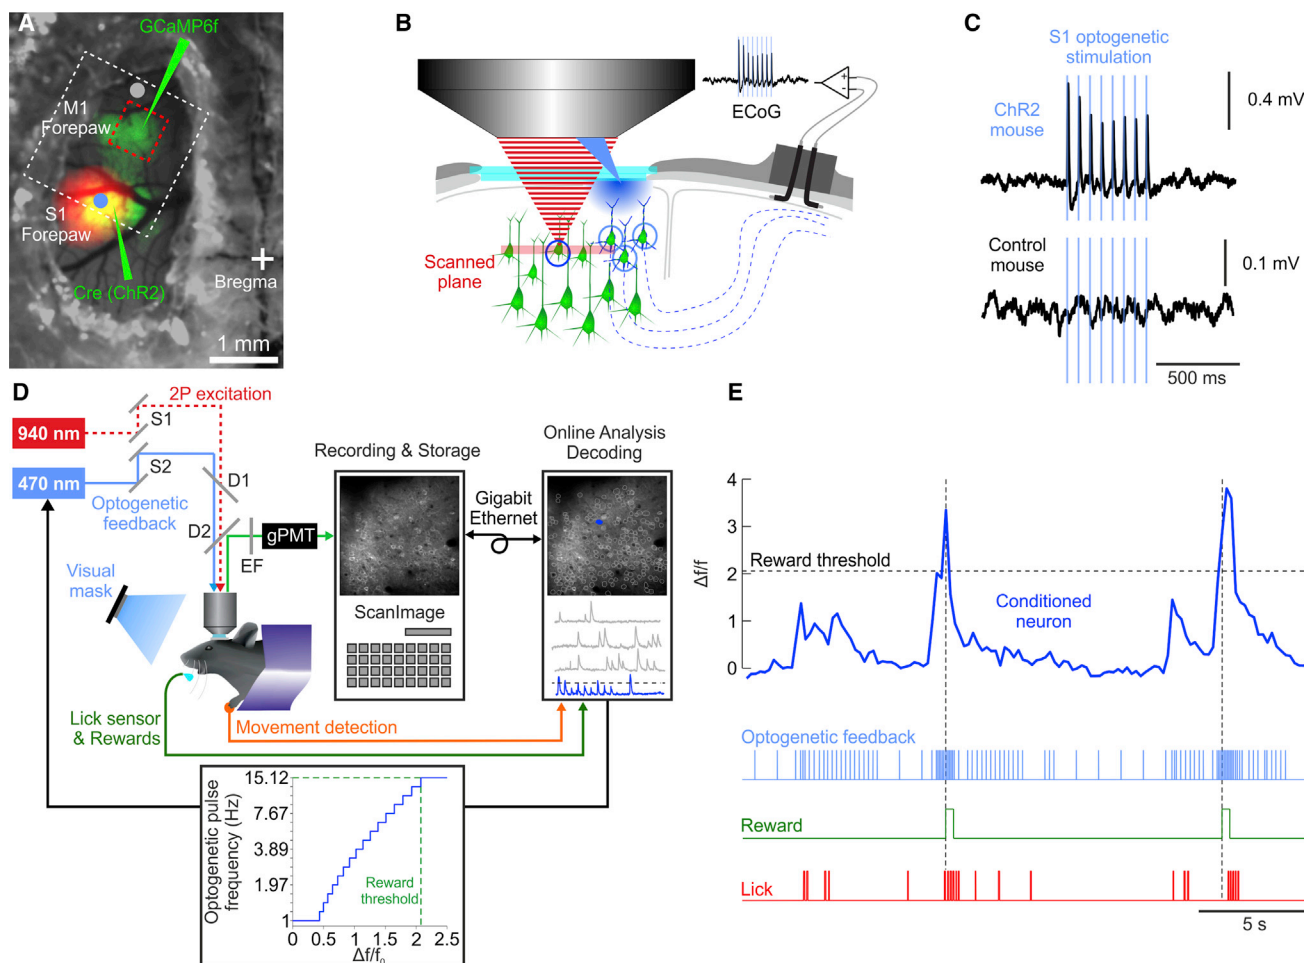 A
GCaMP6f
M1
Forepaw
S1
Forepaw
Cre (ChR2)
Bregma
1 mm
B
ECoG
+
-
Scanned
plane
C
S1 optogenetic
stimulation
ChR2
mouse
0.4 mV
Control
mouse
0.1 mV
500 ms
D
2P excitation
940 nm
S1
470 nm
S2
Optogenetic
feedback
D1
D2
EF
gPMT
Visual
mask
Recording & Storage
ScanImage
Gigabit
Ethernet
Online Analysis
Decoding
Movement detection
Lick sensor
& Rewards
Optogenetic pulse
frequency (Hz)
15.12
7.67
3.89
1.97
1
Reward
threshold
0 0.5 1 1.5 2 2.5
Δf/f₀
E
Δf/f
4
3
2
1
0
Reward threshold
Conditioned
neuron
Optogenetic feedback
Reward
Lick
5 s